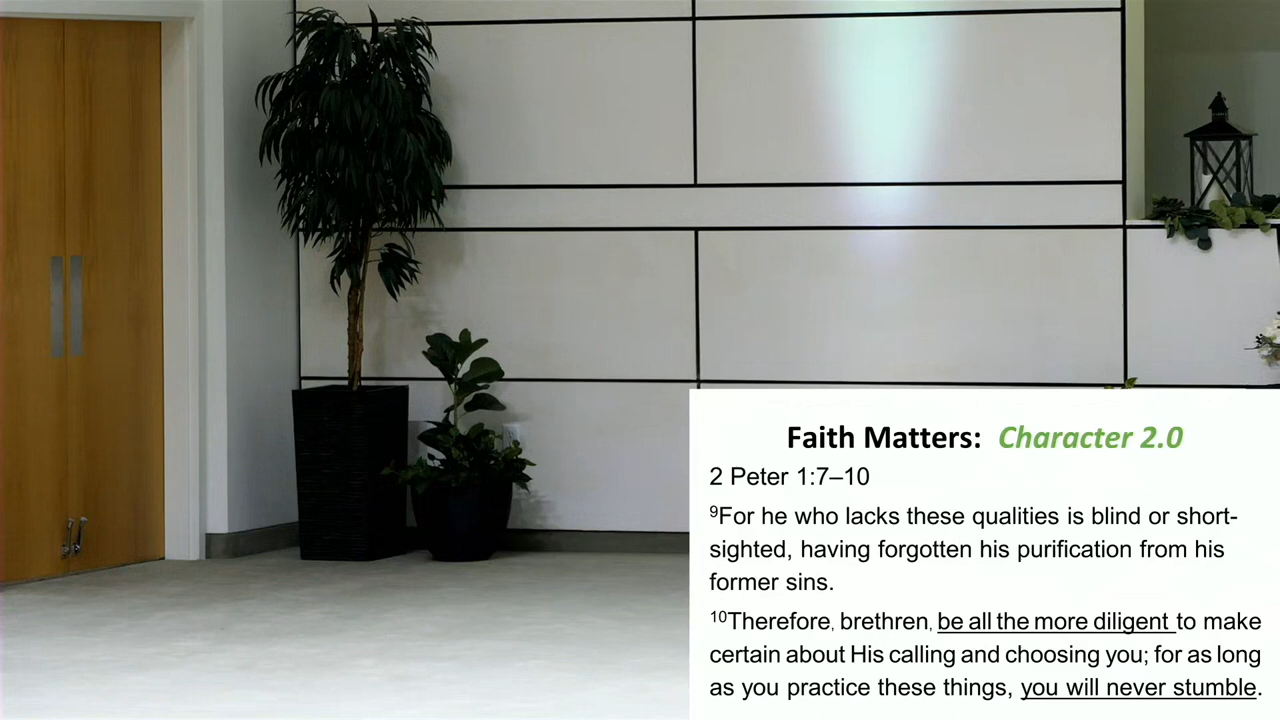 Faith Matters: Character 2.0
2 Peter 1:7–10
⁹For he who lacks these qualities is blind or short-
sighted, having forgotten his purification from his
former sins.
¹⁰Therefore, brethren, be all the more diligent to make
certain about His calling and choosing you; for as long
as you practice these things, you will never stumble.